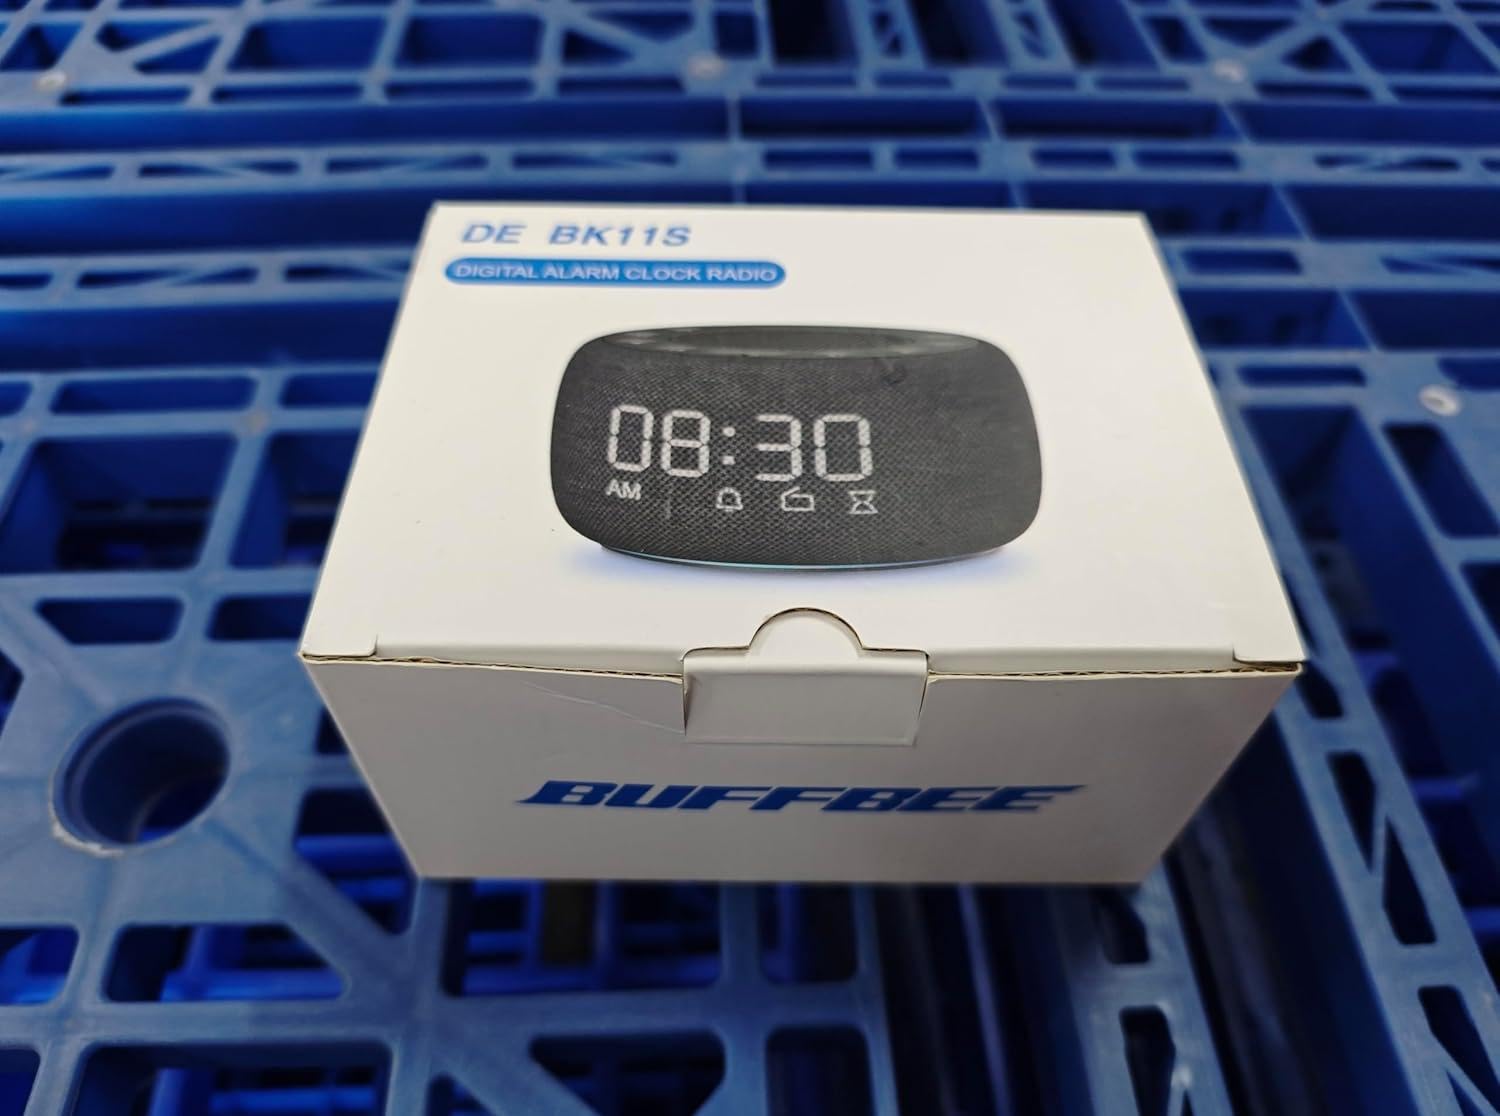 DE BK11S
DIGITAL ALARM CLOCK RADIO
08:30
AM
BUFFBEE